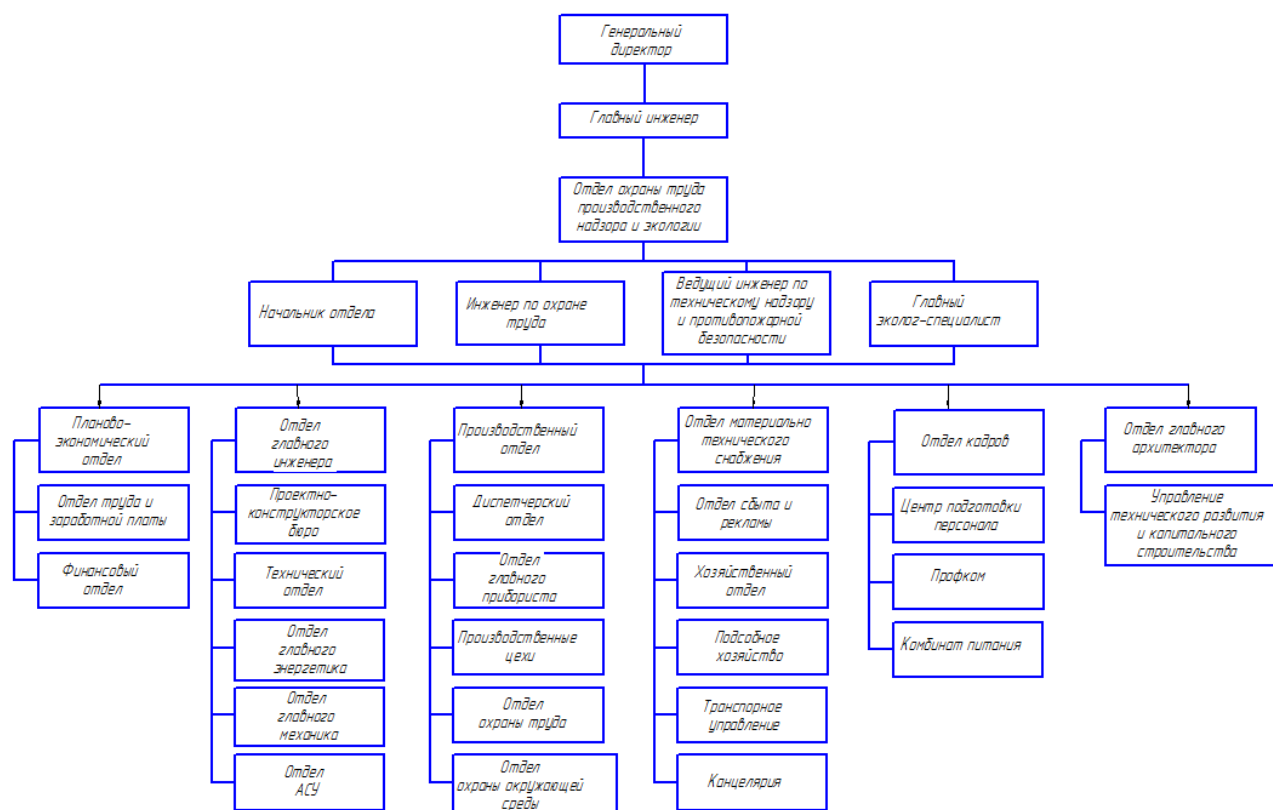 Генеральный
директор
Главный инженер
Отдел охраны труда
производственного
надзора и экологии
Начальник отдела
Инженер по охране
труда
Ведущий инженер по
техническому надзору
и противопожарной
безопасности
Главный
эколог-специалист
Планово-
экономический
отдел
Отдел труда и
заработной платы
Финансовый
отдел
Отдел
главного
инженера
Проектно-
конструкторское
бюро
Технический
отдел
Отдел
главного
энергетика
Отдел
главного
механика
Отдел
АСУ
Производственный
отдел
Диспетчерский
отдел
Отдел
главного
прибориста
Производственные
цехи
Отдел
охраны труда
Отдел
охраны окружающей
среды
Отдел материально
технического
снабжения
Отдел сбыта и
рекламы
Хозяйственный
отдел
Подсобное
хозяйство
Транспорное
управление
Канцелярия
Отдел кадров
Центр подготовки
персонала
Профком
Комбинат питания
Отдел главного
архитектора
Управление
технического развития
и капитального
строительства